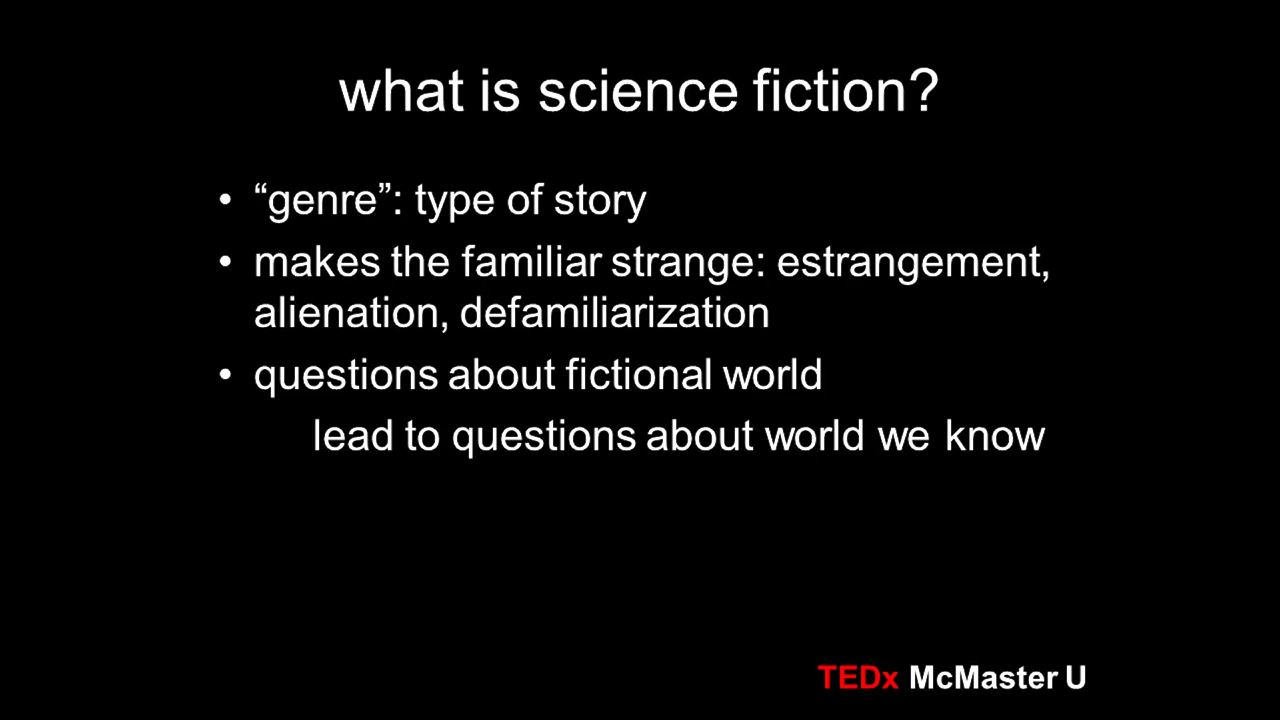 what is science fiction?
• “genre”: type of story
• makes the familiar strange: estrangement,
alienation, defamiliarization
• questions about fictional world
lead to questions about world we know
TEDx McMaster U